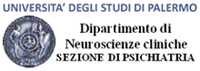 UNIVERSITA' DEGLI STUDI DI PALERMO
Dipartimento di
Neuroscienze cliniche
SEZIONE DI PSICHIATRIA